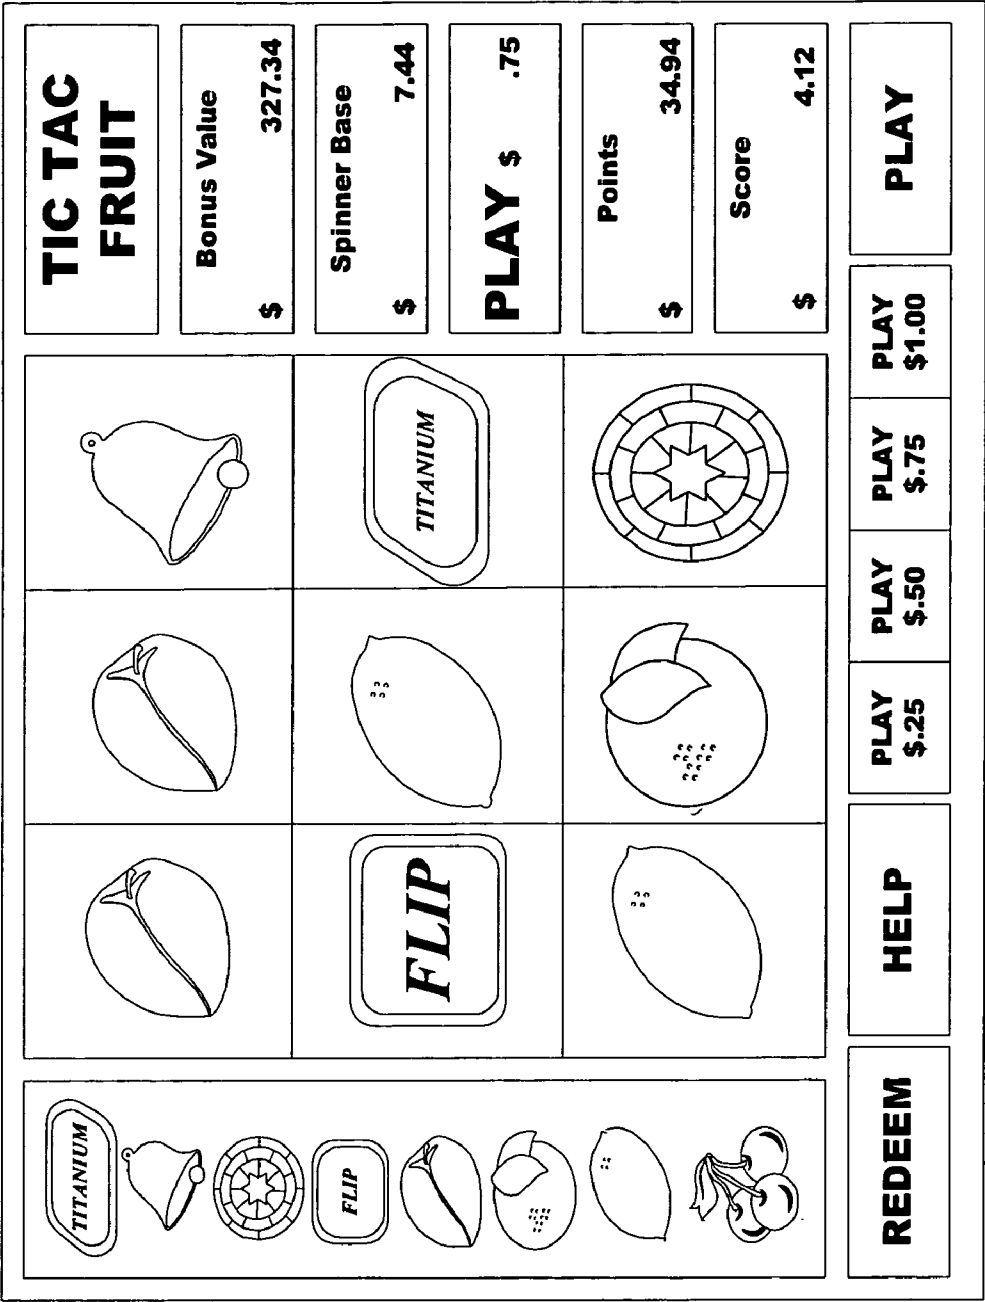 TITANIUM
FLIP
FLIP
TITANIUM
TIC TAC
FRUIT
Bonus Value
$ 327.34
Spinner Base
$ 7.44
PLAY $ .75
Points
$ 34.94
Score
$ 4.12
REDEEM
HELP
PLAY
$.25
PLAY
$.50
PLAY
$.75
PLAY
$1.00
PLAY